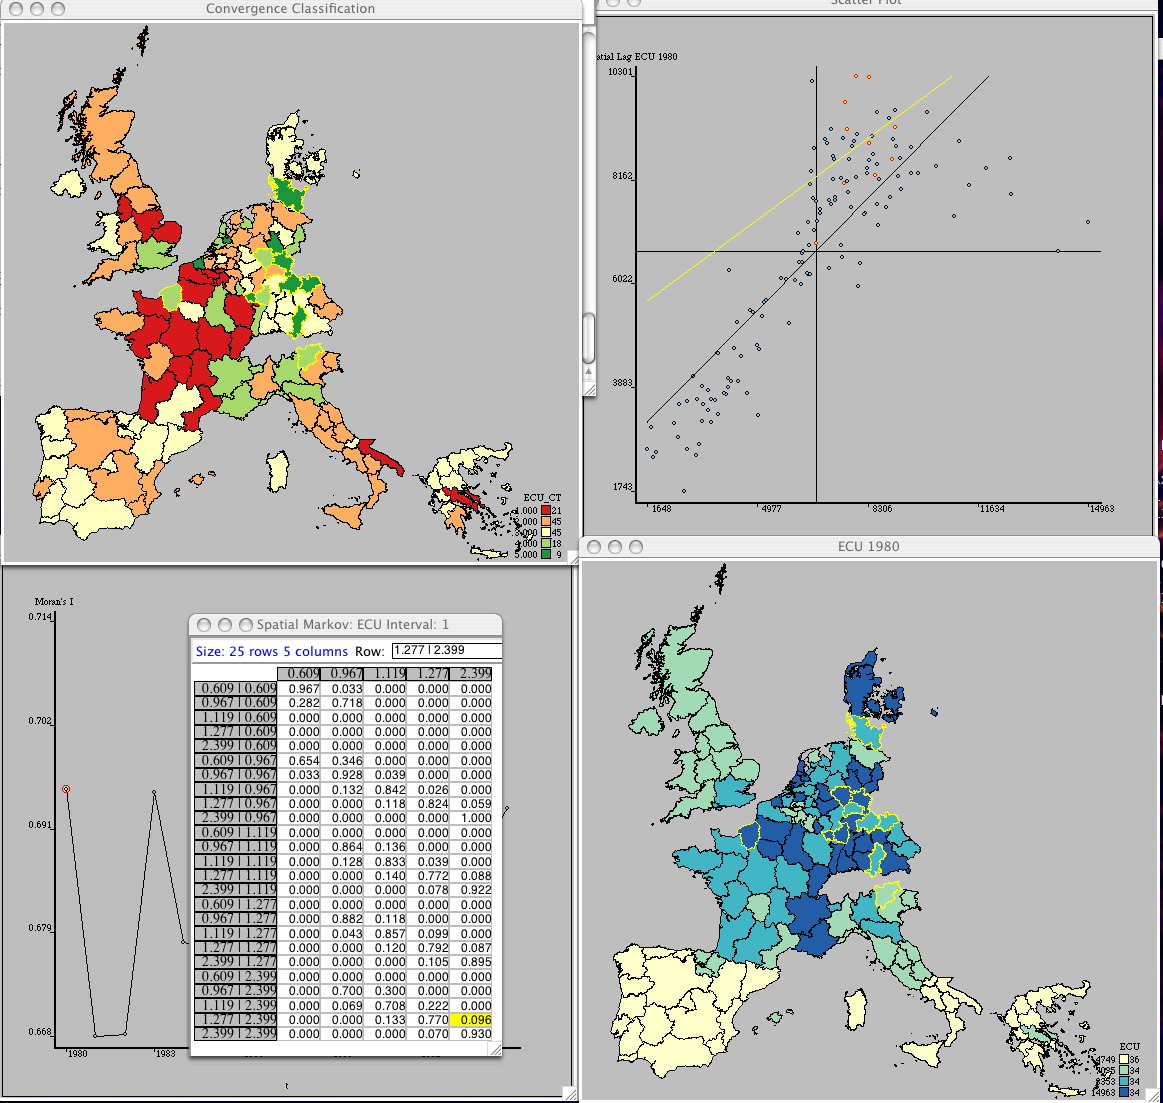 Convergence Classification
ECU_CT
1.000 21
45
3.000 45
4.000 18
5.000 9
Scatter Plot
atial Lag ECU 1980
10301
8162
6022
3883
1743
1648 4977 8306 11634 14963
Moran's I
0.714
0.702
0.691
0.679
0.668
1980 1983
t
Spatial Markov: ECU Interval: 1
Size: 25 rows 5 columns Row: 1.277 | 2.399
0.609 0.967 1.119 1.277 2.399
0.609 | 0.609 0.967 0.033 0.000 0.000 0.000
0.967 | 0.609 0.282 0.718 0.000 0.000 0.000
1.119 | 0.609 0.000 0.000 0.000 0.000 0.000
1.277 | 0.609 0.000 0.000 0.000 0.000 0.000
2.399 | 0.609 0.000 0.000 0.000 0.000 0.000
0.609 | 0.967 0.654 0.346 0.000 0.000 0.000
0.967 | 0.967 0.033 0.928 0.039 0.000 0.000
1.119 | 0.967 0.000 0.132 0.842 0.026 0.000
1.277 | 0.967 0.000 0.000 0.118 0.824 0.059
2.399 | 0.967 0.000 0.000 0.000 0.000 1.000
0.609 | 1.119 0.000 0.000 0.000 0.000 0.000
0.967 | 1.119 0.000 0.864 0.136 0.000 0.000
1.119 | 1.119 0.000 0.128 0.833 0.039 0.000
1.277 | 1.119 0.000 0.000 0.140 0.772 0.088
2.399 | 1.119 0.000 0.000 0.000 0.078 0.922
0.609 | 1.277 0.000 0.000 0.000 0.000 0.000
0.967 | 1.277 0.000 0.882 0.118 0.000 0.000
1.119 | 1.277 0.000 0.043 0.857 0.099 0.000
1.277 | 1.277 0.000 0.000 0.120 0.792 0.087
2.399 | 1.277 0.000 0.000 0.000 0.105 0.895
0.609 | 2.399 0.000 0.000 0.000 0.000 0.000
0.967 | 2.399 0.000 0.700 0.300 0.000 0.000
1.119 | 2.399 0.000 0.069 0.708 0.222 0.000
1.277 | 2.399 0.000 0.000 0.133 0.770 0.096
2.399 | 2.399 0.000 0.000 0.000 0.070 0.930
ECU 1980
ECU
4749 36
34
34
14963 34